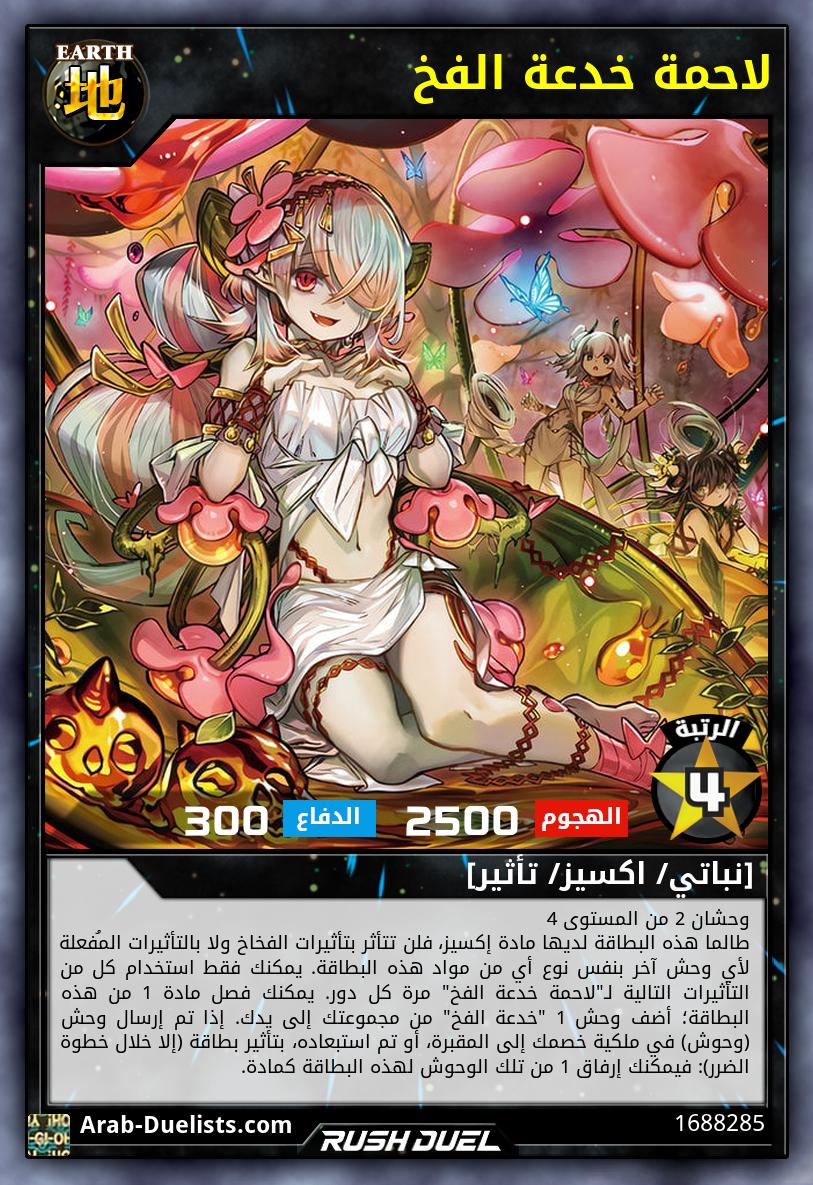 EARTH
地
لاحمة خدعة الفخ
الرتبة
4
الهجوم 2500 الدفاع 300
[نباتي/ اكسيز/ تأثير]
وحشان 2 من المستوى 4
طالما هذه البطاقة لديها مادة إكسيز، فلن تتأثر بتأثيرات الفخاخ ولا بالتأثيرات المُفعلة
لأي وحش آخر بنفس نوع أي من مواد هذه البطاقة. يمكنك فقط استخدام كل من
التأثيرات التالية لـ"لاحمة خدعة الفخ" مرة كل دور. يمكنك فصل مادة 1 من هذه
البطاقة؛ أضف وحش 1 "خدعة الفخ" من مجموعتك إلى يدك. إذا تم إرسال وحش
(وحوش) في ملكية خصمك إلى المقبرة، أو تم استبعاده، بتأثير بطاقة (إلا خلال خطوة
الضرر): فيمكنك إرفاق 1 من تلك الوحوش لهذه البطاقة كمادة.
Arab-Duelists.com
RUSH DUEL
1688285